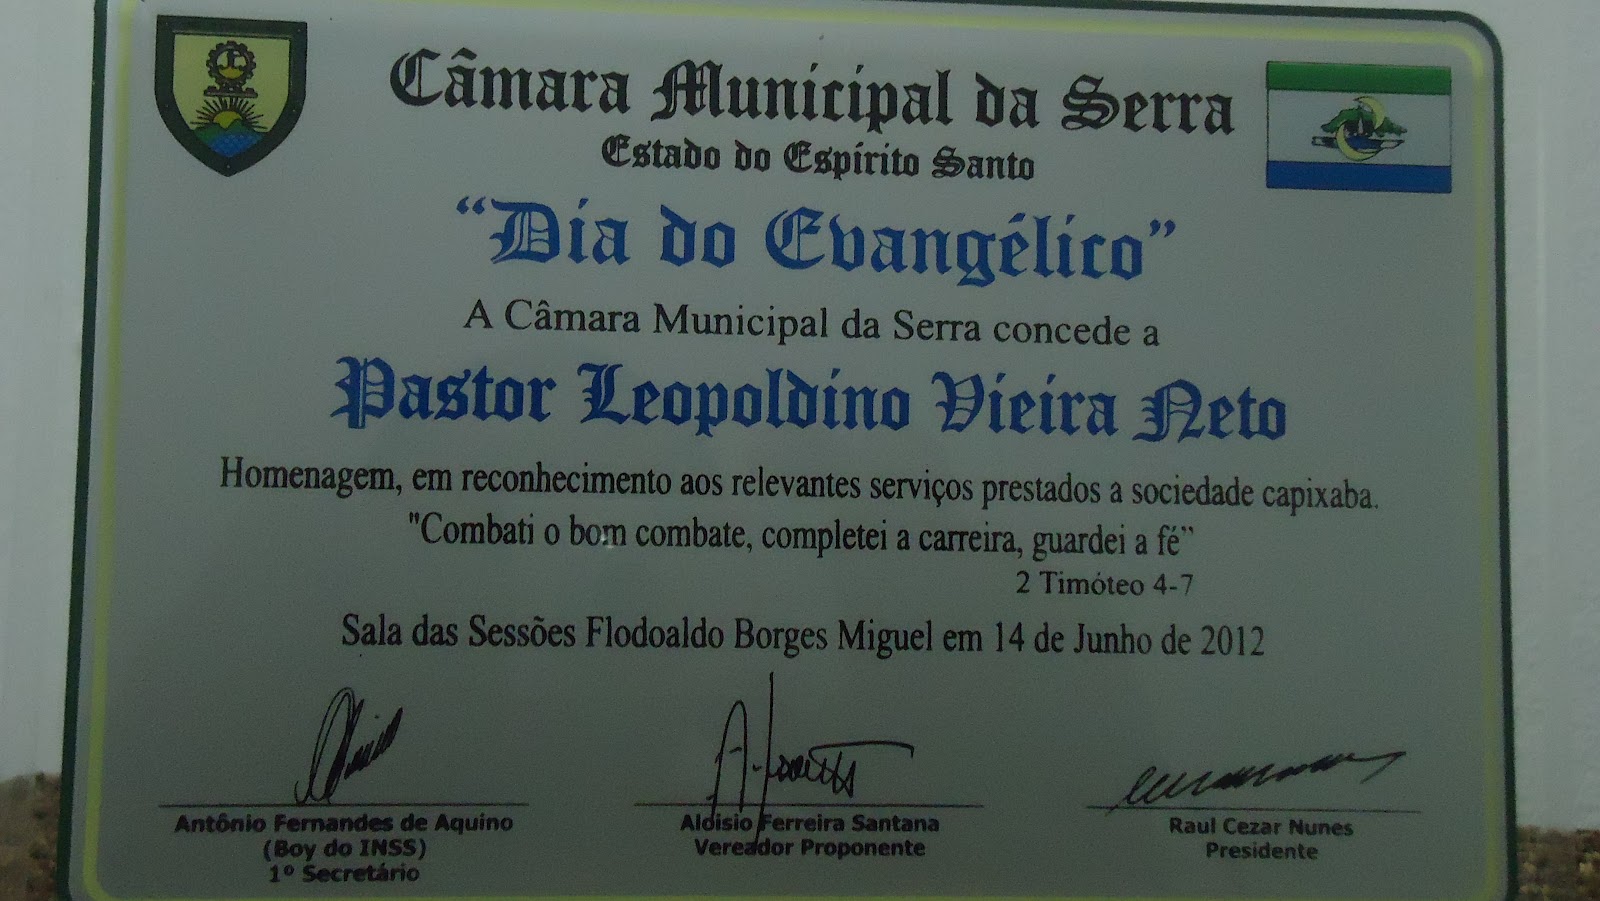 Câmara Municipal da Serra
Estado do Espírito Santo
“Dia do Evangélico”
A Câmara Municipal da Serra concede a
Pastor Leopoldino Vieira Neto
Homenagem, em reconhecimento aos relevantes serviços prestados a sociedade capixaba.
"Combati o bom combate, completei a carreira, guardei a fé”
2 Timóteo 4-7
Sala das Sessões Flodoaldo Borges Miguel em 14 de Junho de 2012
Antônio Fernandes de Aquino
(Boy do INSS)
1º Secretário
Aloisio Ferreira Santana
Vereador Proponente
Raul Cezar Nunes
Presidente